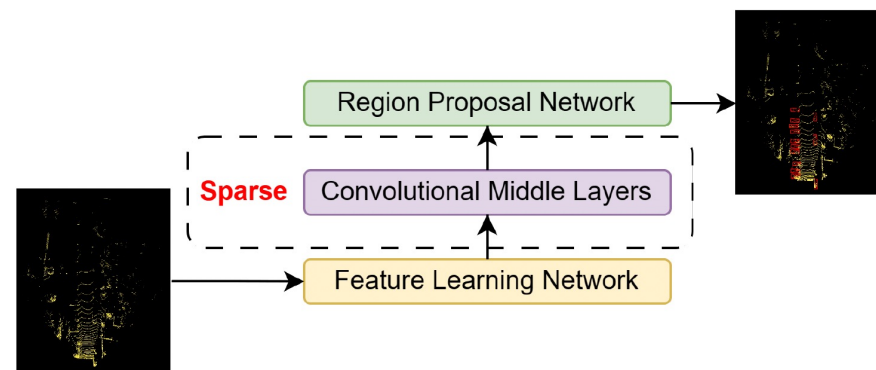 Region Proposal Network
Sparse Convolutional Middle Layers
Feature Learning Network